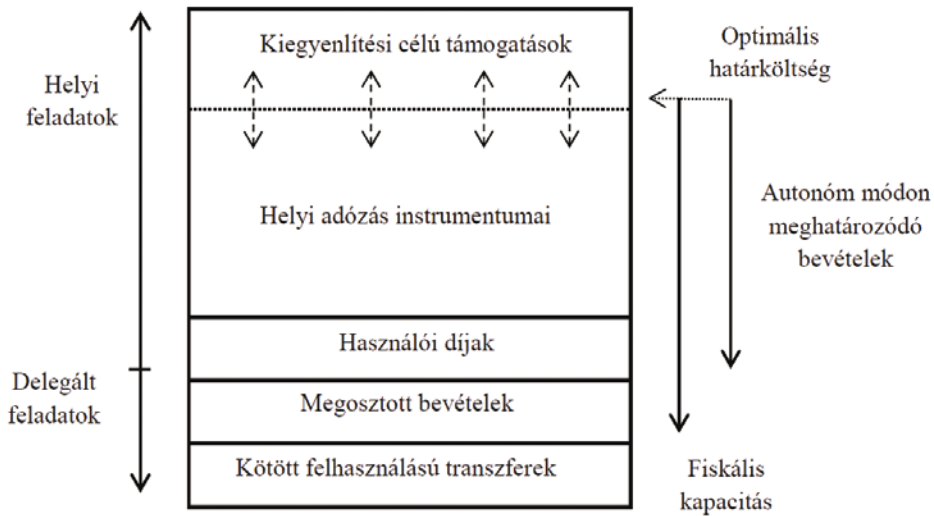 Kiegyenlítési célú támogatások
Optimális
határköltség
Helyi
feladatok
Helyi adózás instrumentumai
Autonóm módon
meghatározódó
bevételek
Használói díjak
Delegált
feladatok
Megosztott bevételek
Kötött felhasználású transzferek
Fiskális
kapacitás